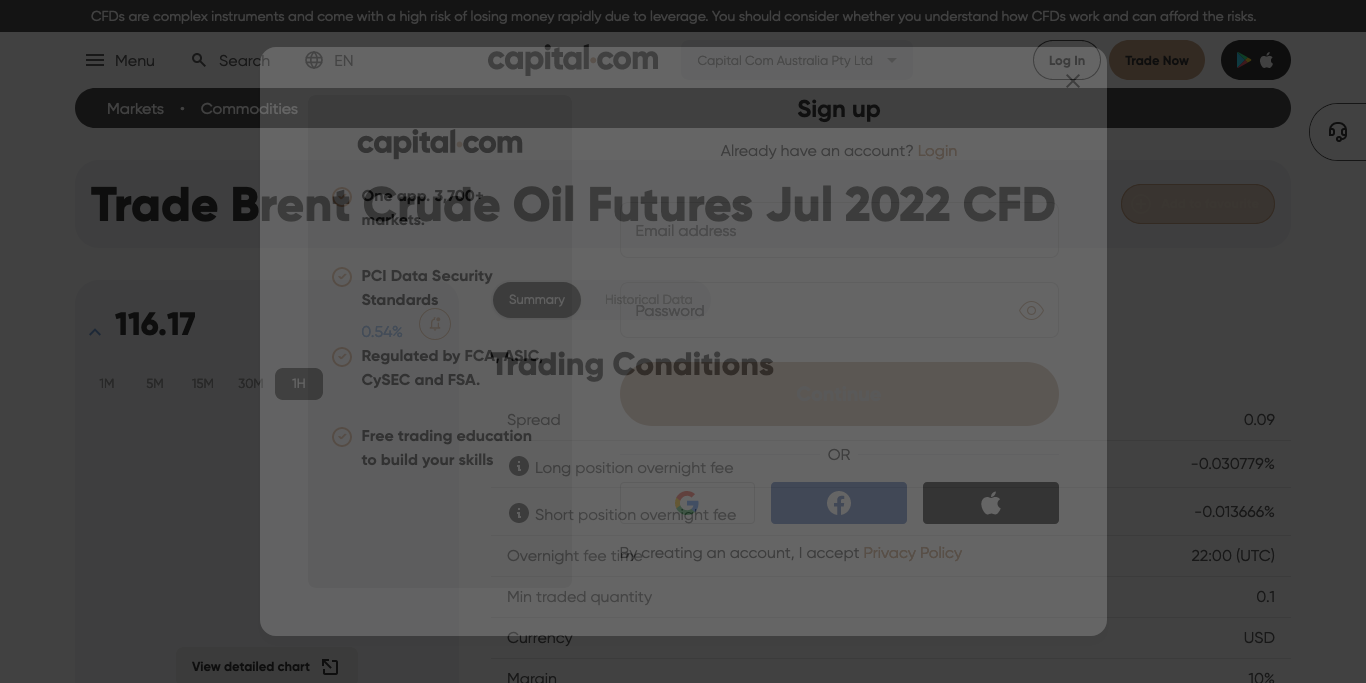 CFDs are complex instruments and come with a high risk of losing money rapidly due to leverage. You should consider whether you understand how CFDs work and can afford the risks.
Menu
Search
EN
capital.com
Capital Com Australia Pty Ltd
Log In
Trade Now
Markets • Commodities
Trade Brent Crude Oil Futures Jul 2022 CFD
116.17
0.54%
1M 5M 15M 30M 1H
View detailed chart
Summary
Historical Data
Trading Conditions
Spread 0.09
Long position overnight fee -0.030779%
Short position overnight fee -0.013666%
Overnight fee time 22:00 (UTC)
Min traded quantity 0.1
Currency USD
Margin 10%
capital.com
One app. 3,700+
markets.
PCI Data Security
Standards
Regulated by FCA, ASIC,
CySEC and FSA.
Free trading education
to build your skills
Sign up
Already have an account? Login
Email address
Password
OR
By creating an account, I accept Privacy Policy